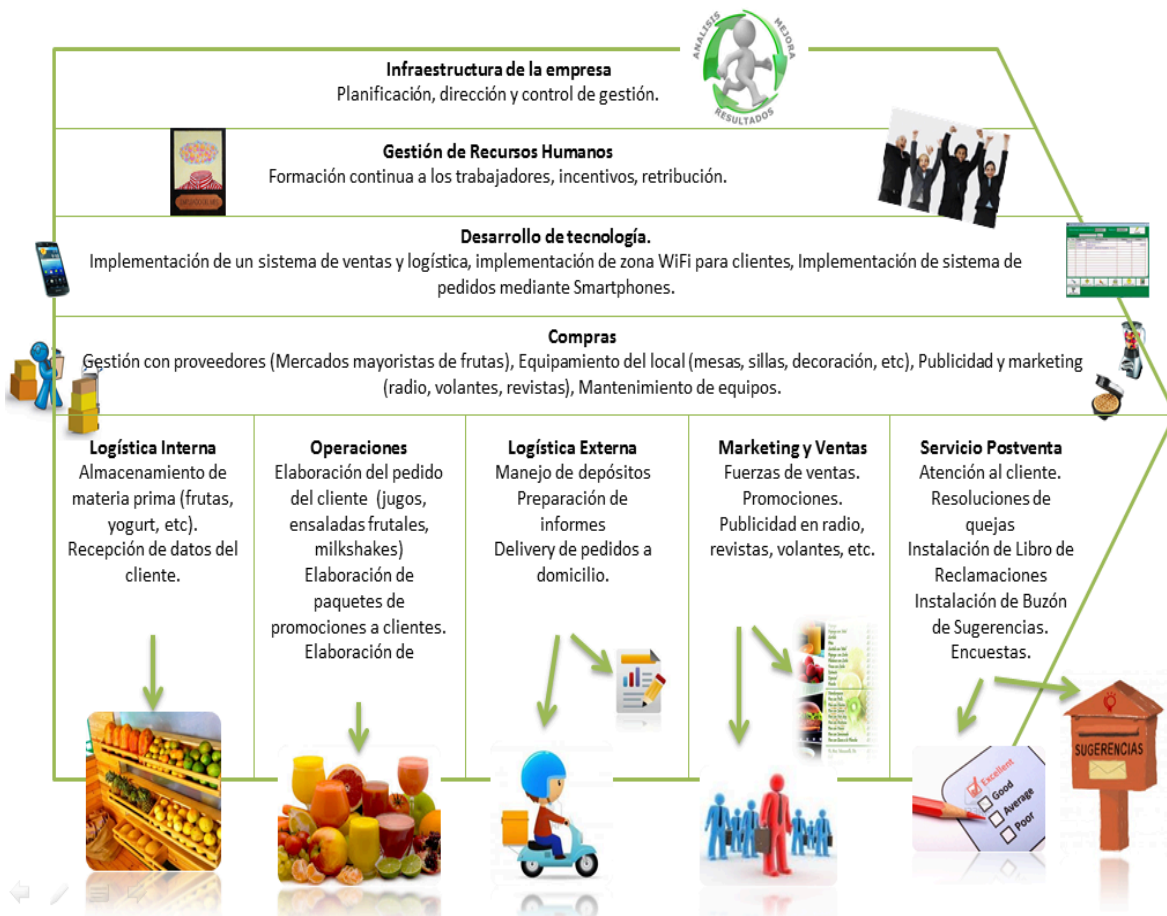 ANALISIS MEJORA
RESULTADOS
Infraestructura de la empresa
Planificación, dirección y control de gestión.
Gestión de Recursos Humanos
Formación continua a los trabajadores, incentivos, retribución.
Desarrollo de tecnología.
Implementación de un sistema de ventas y logística, implementación de zona WiFi para clientes, Implementación de sistema de
pedidos mediante Smartphones.
Compras
Gestión con proveedores (Mercados mayoristas de frutas), Equipamiento del local (mesas, sillas, decoración, etc), Publicidad y marketing
(radio, volantes, revistas), Mantenimiento de equipos.
Logística Interna
Almacenamiento de
materia prima (frutas,
yogurt, etc).
Recepción de datos del
cliente.
Operaciones
Elaboración del pedido
del cliente (jugos,
ensaladas frutales,
milkshakes)
Elaboración de
paquetes de
promociones a clientes.
Elaboración de
Logística Externa
Manejo de depósitos
Preparación de
informes
Delivery de pedidos a
domicilio.
Marketing y Ventas
Fuerzas de ventas.
Promociones.
Publicidad en radio,
revistas, volantes, etc.
Servicio Postventa
Atención al cliente.
Resoluciones de
quejas
Instalación de Libro de
Reclamaciones
Instalación de Buzón
de Sugerencias.
Encuestas.
Excellent
Good
Average
Poor
SUGERENCIAS